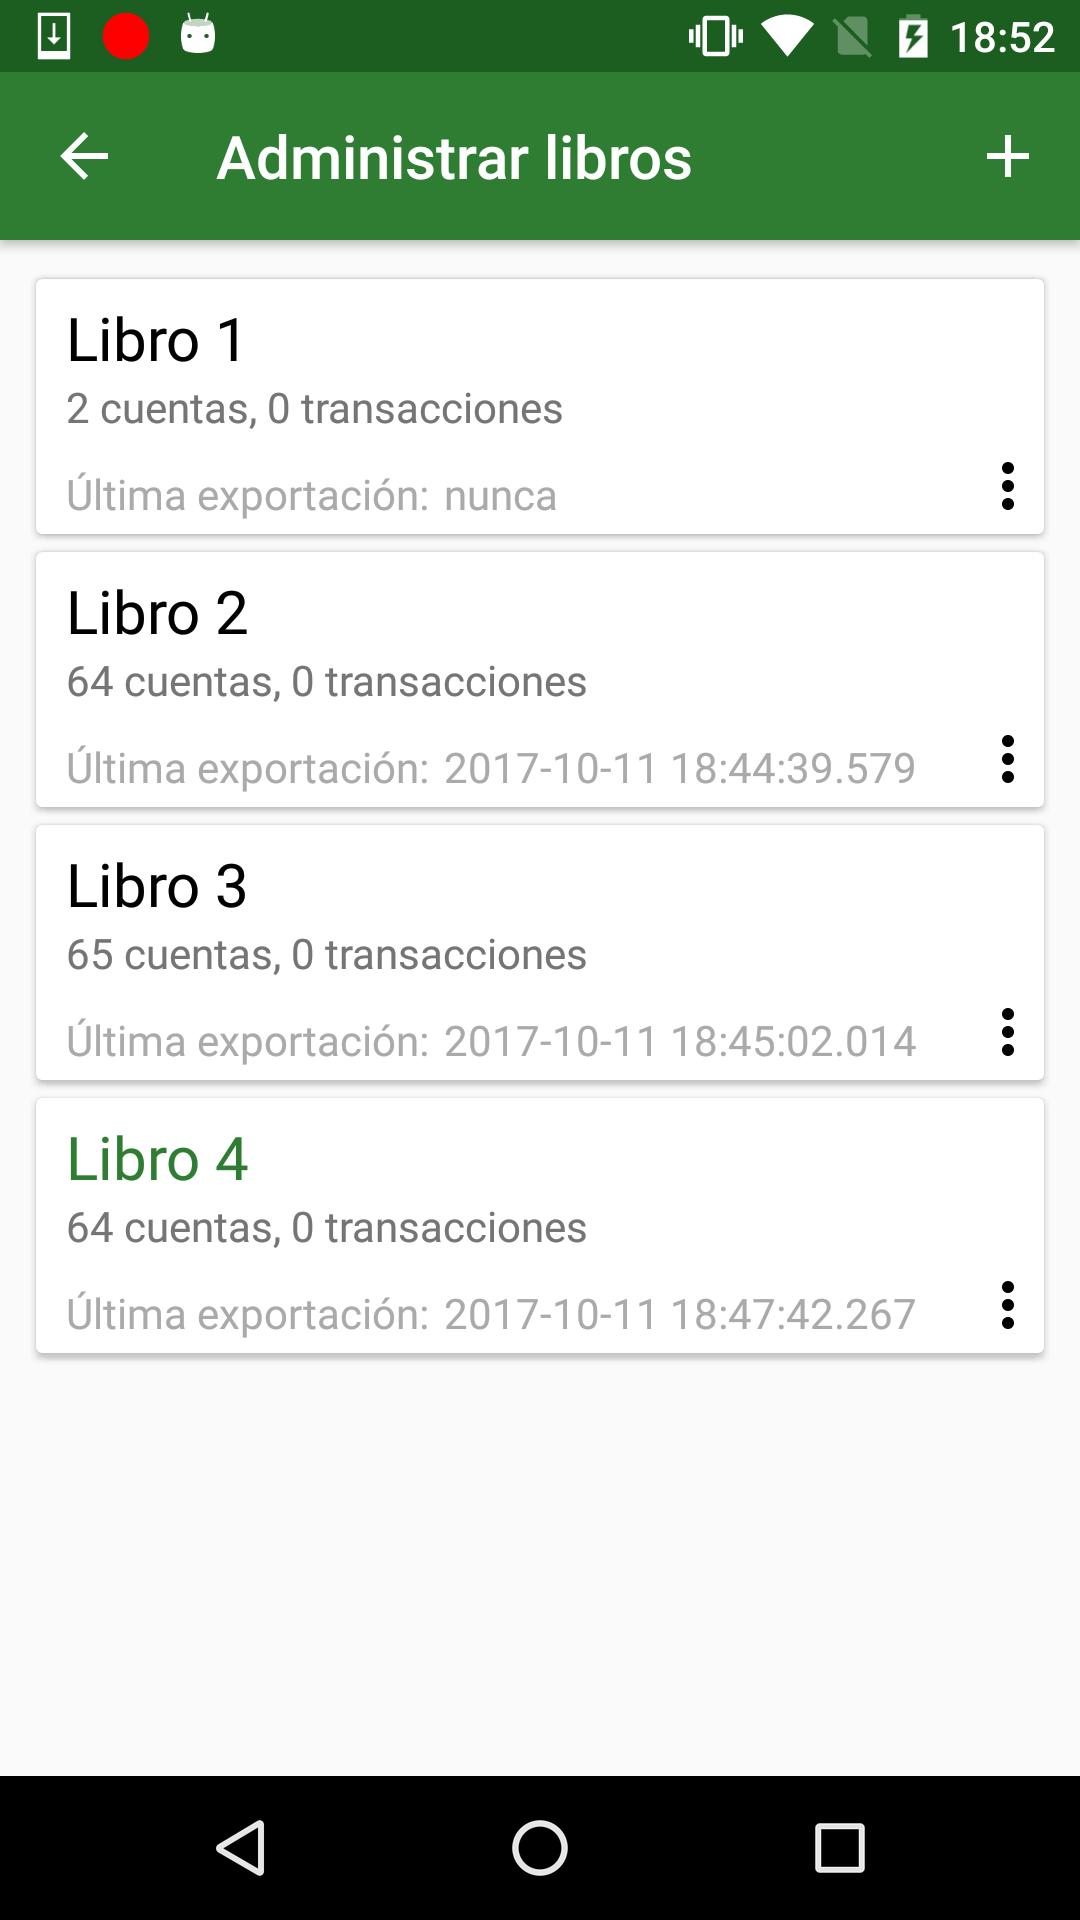 18:52
Administrar libros
Libro 1
2 cuentas, 0 transacciones
Última exportación: nunca
Libro 2
64 cuentas, 0 transacciones
Última exportación: 2017-10-11 18:44:39.579
Libro 3
65 cuentas, 0 transacciones
Última exportación: 2017-10-11 18:45:02.014
Libro 4
64 cuentas, 0 transacciones
Última exportación: 2017-10-11 18:47:42.267